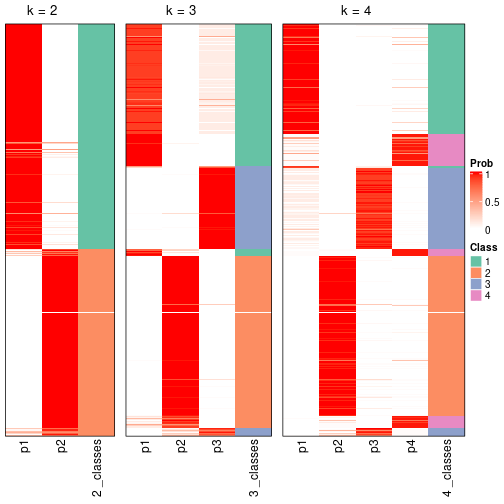 k = 2
k = 3
k = 4
Prob
1
0.5
0
Class
1
2
3
4
p1
p2
2_classes
p1
p2
p3
3_classes
p1
p2
p3
p4
4_classes